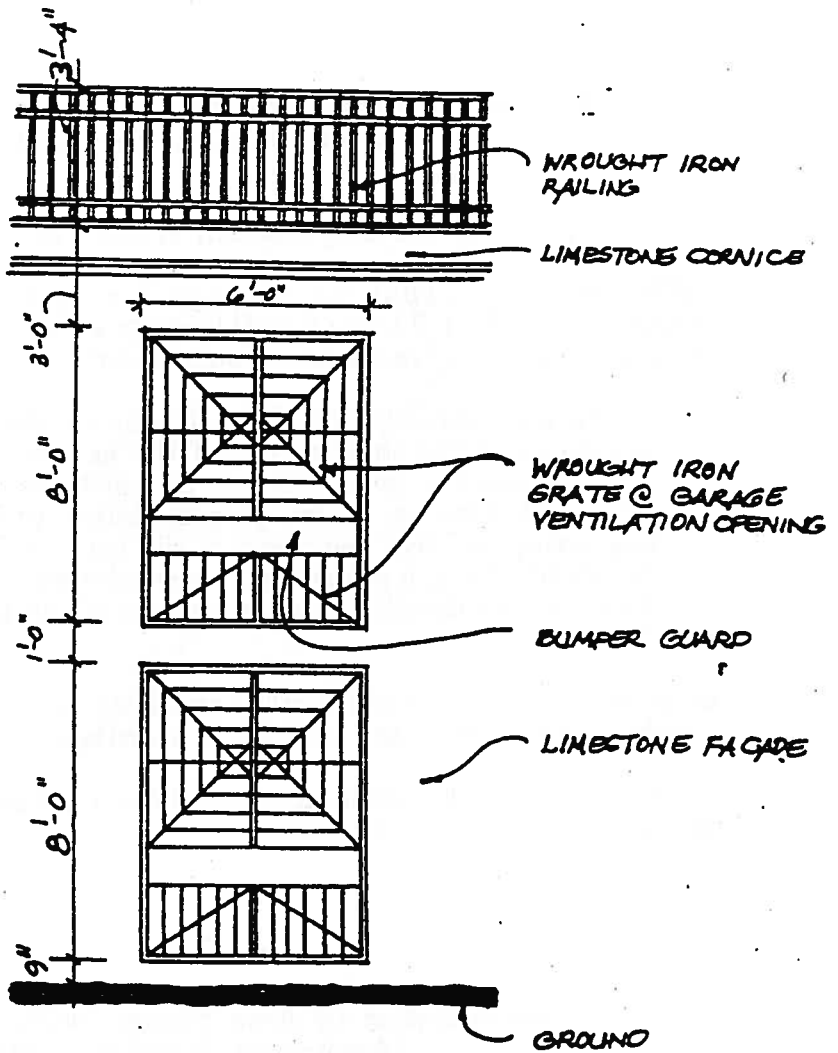 3'-4"
WROUGHT IRON
RAILING
LIMESTONE CORNICE
6'-0"
3'-0"
8'-0"
WROUGHT IRON
GRATE @ GARAGE
VENTILATION OPENING
1'-0"
BUMPER GUARD
LIMESTONE FACADE
8'-0"
9"
GROUND